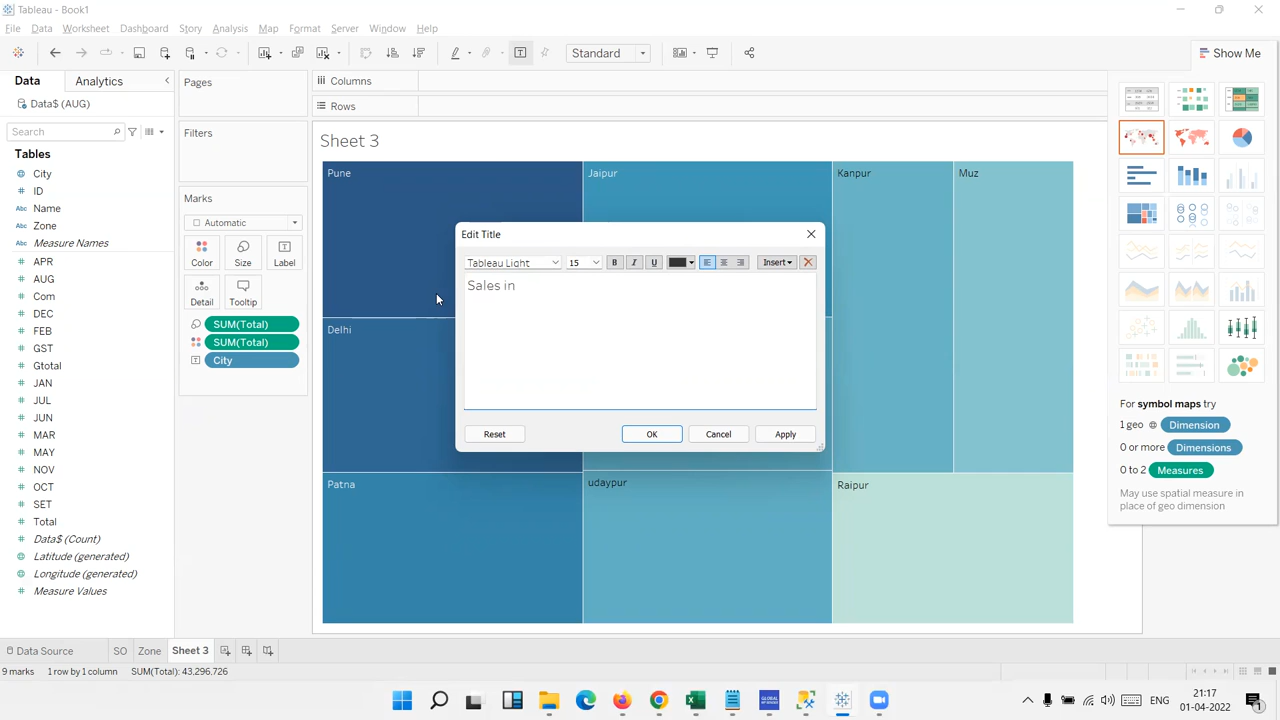 Tableau - Book1
File Data Worksheet Dashboard Story Analysis Map Format Server Window Help
Standard
Show Me
Data Analytics
Pages
Columns
Data$ (AUG)
Rows
Search
Filters
Tables
Sheet 3
City
ID
Abc Name
Abc Zone
Abc Measure Names
APR
AUG
Com
DEC
FEB
GST
Gtotal
JAN
JUL
JUN
MAR
MAY
NOV
OCT
SET
Total
Data$ (Count)
Latitude (generated)
Longitude (generated)
Measure Values
Marks
Automatic
Color Size Label
Detail Tooltip
SUM(Total)
SUM(Total)
City
Pune
Jaipur
Kanpur
Muz
Delhi
Patna
udaypur
Raipur
Edit Title
Tableau Light 15 B I U Insert
Sales in
Reset OK Cancel Apply
For symbol maps try
1 geo Dimension
0 or more Dimensions
0 to 2 Measures
May use spatial measure in
place of geo dimension
Data Source SO Zone Sheet 3
9 marks 1 row by 1 column SUM(Total): 43,296.726
ENG
21:17
01-04-2022